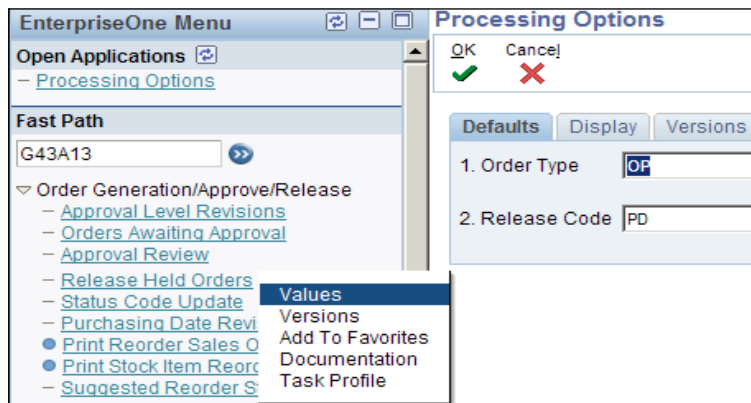 EnterpriseOne Menu
Open Applications
Processing Options
Fast Path
G43A13
Order Generation/Approve/Release
Approval Level Revisions
Orders Awaiting Approval
Approval Review
Release Held Orders
Status Code Update
Purchasing Date Revi
Print Reorder Sales O
Print Stock Item Reord
Suggested Reorder S
Values
Versions
Add To Favorites
Documentation
Task Profile
Processing Options
OK Cancel
Defaults Display Versions
1. Order Type OP
2. Release Code PD